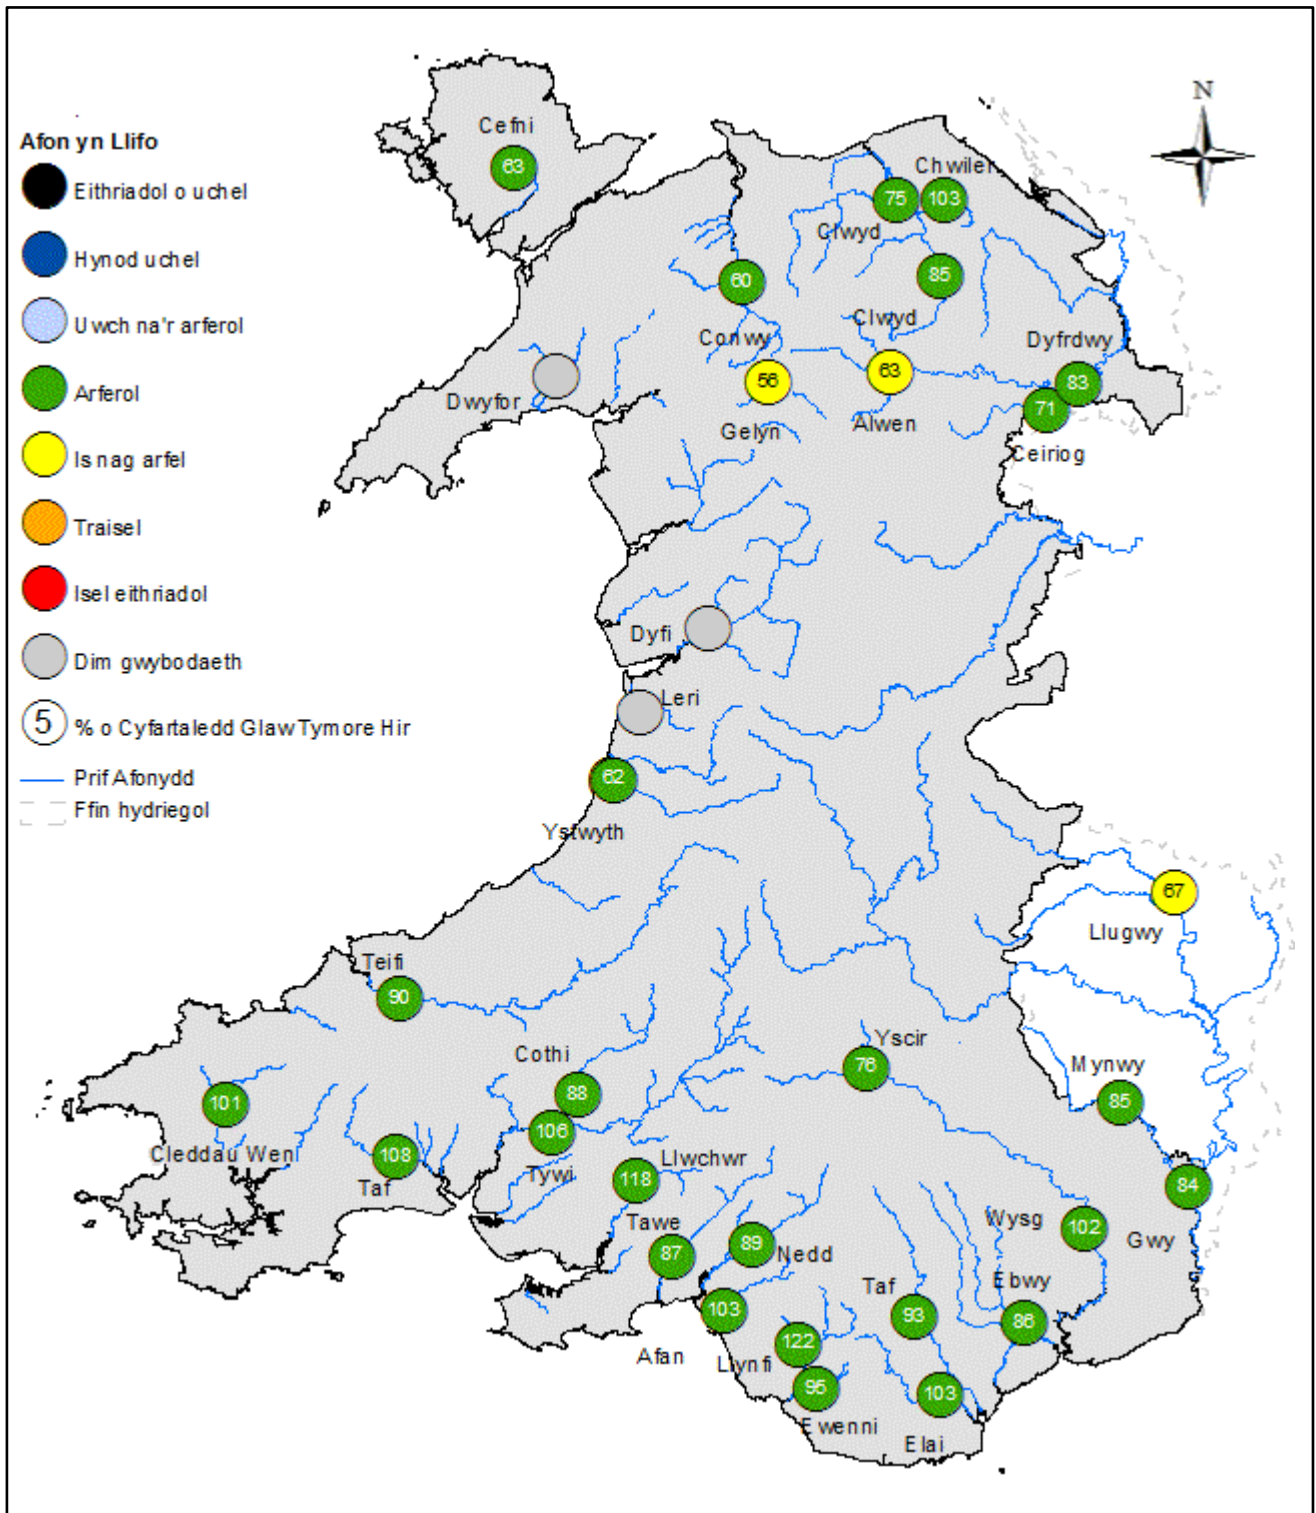 N
Afon yn Llifo
Eithriadol o uchel
Hynod uchel
Uwch na'r arferol
Arferol
Is nag arfel
Traisel
Isel eithriadol
Dim gwybodaeth
5 % o Cyfartaledd Glaw Tymore Hir
Prif Afonydd
Ffin hydriegol
Cefni
63
Chwiler
75
103
Clwyd
85
60
Clwyd
Conwy
Dyfrdwy
56
63
83
Dwyfor
71
Gelyn
Alwen
Ceiriog
Dyfi
Leri
62
Ystwyth
67
Llugwy
Teifi
90
Yscir
Cothi
76
Mynwy
88
85
101
106
Cleddau Wen
108
Llwchwr
Tywi
118
84
Taf
Tawe
Wysg
102
Gwy
87
89
Nedd
Ebwy
Taf
103
93
86
Afan
122
Llynfi
95
103
Ewenni
Elai